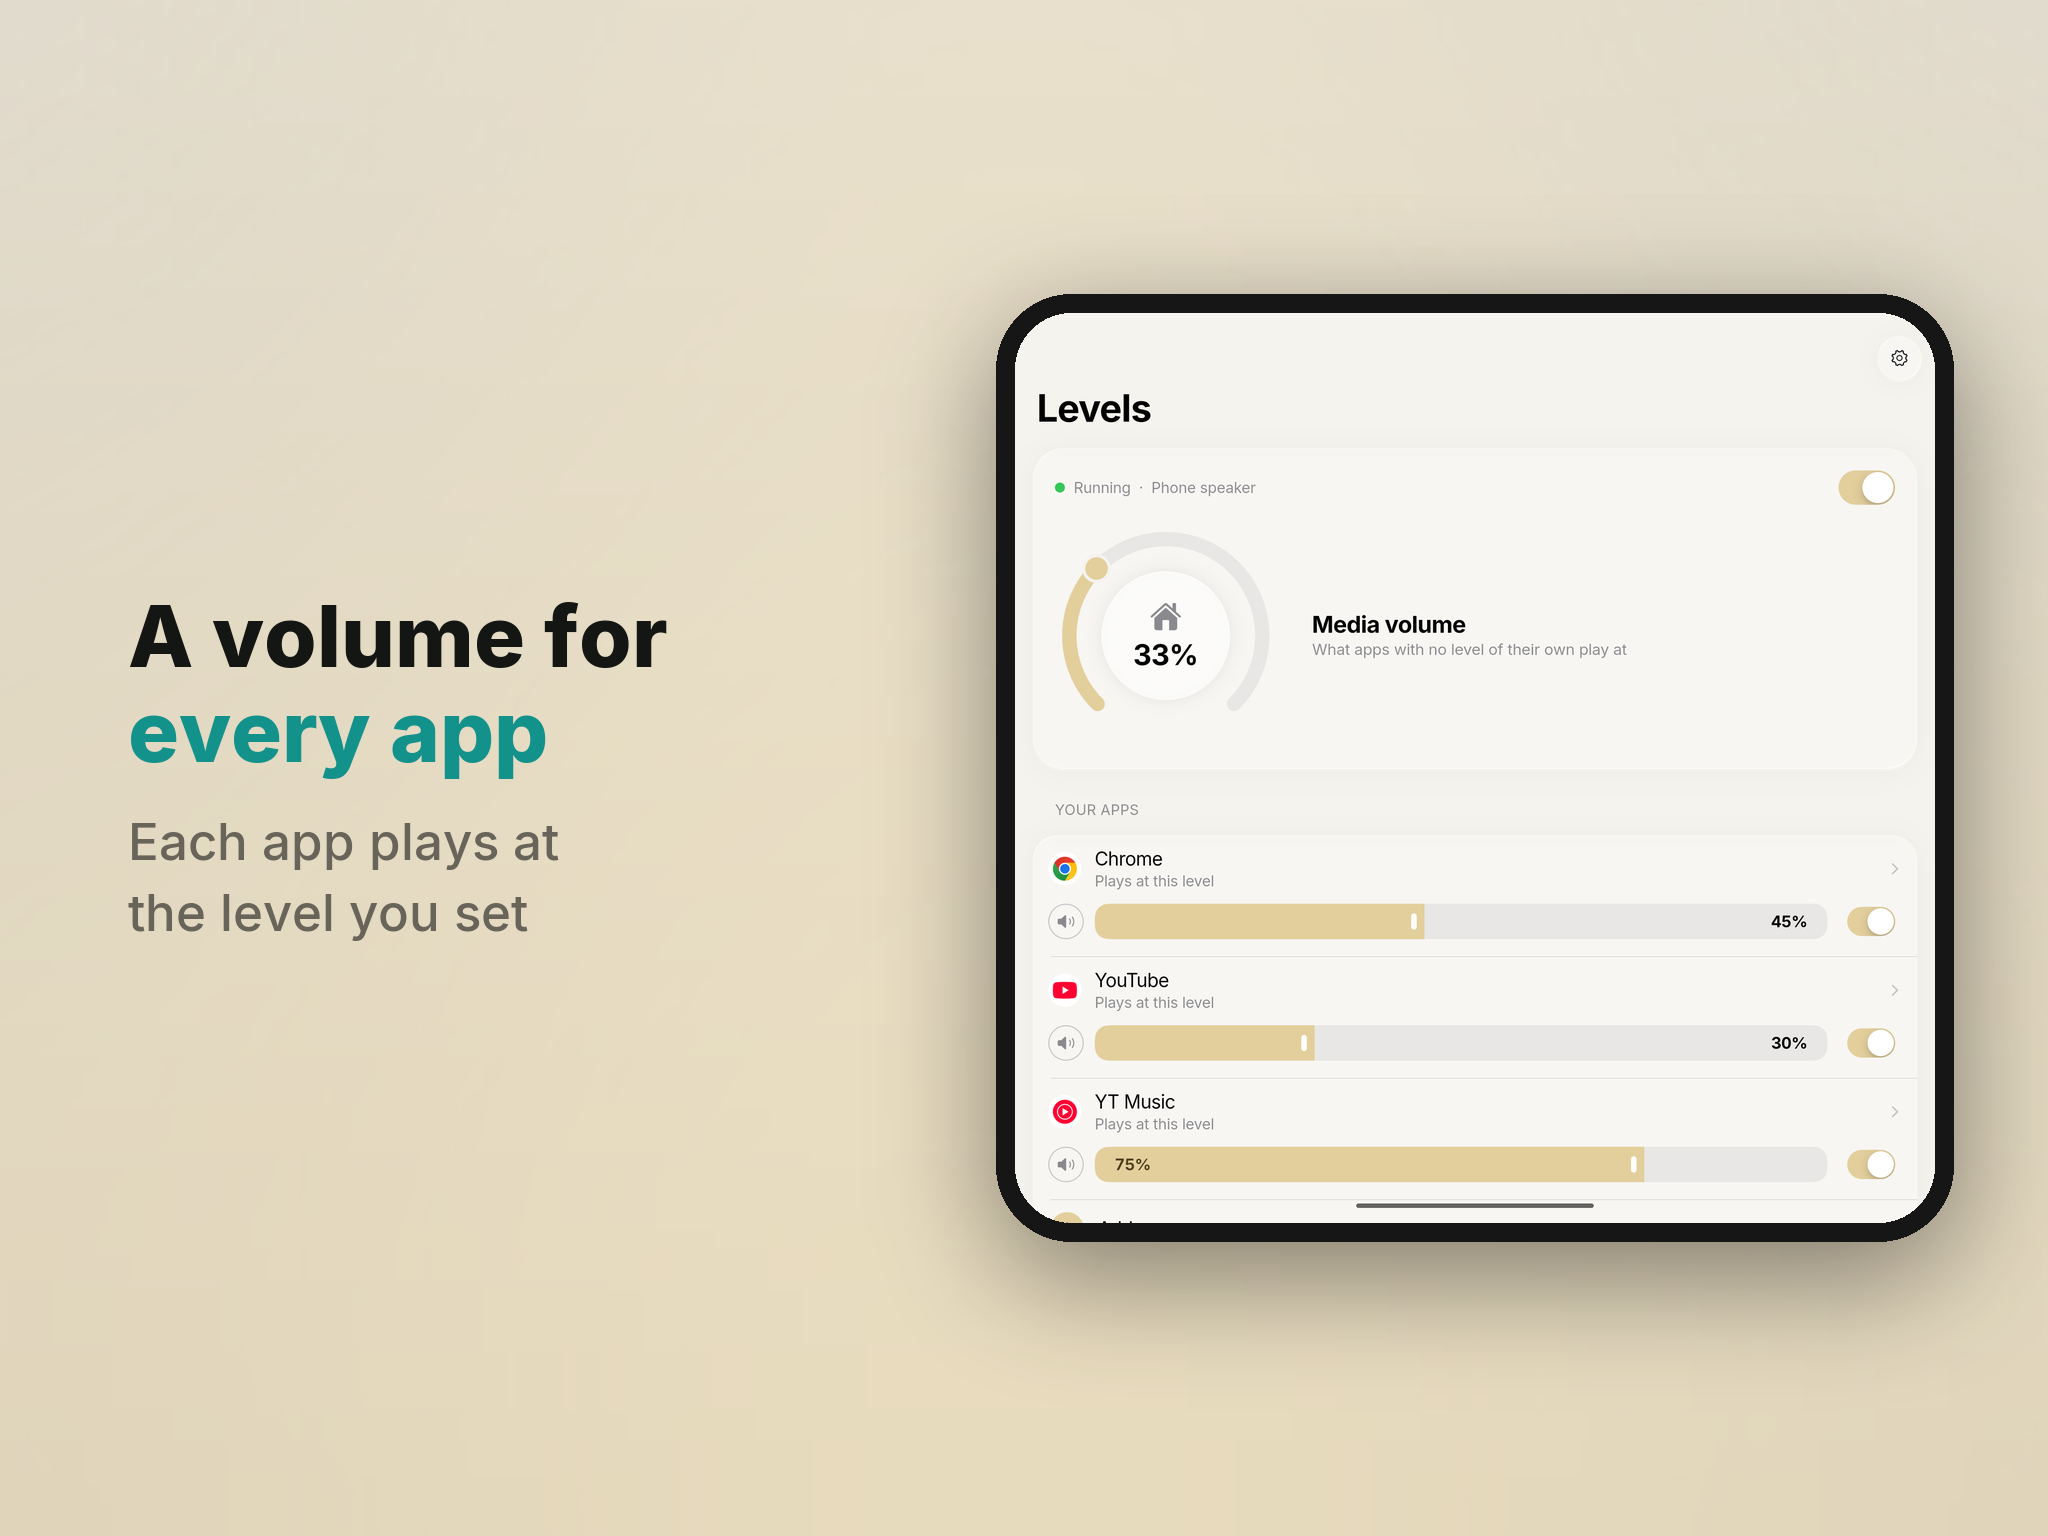 A volume for
every app
Each app plays at
the level you set
Levels
Running · Phone speaker
33%
Media volume
What apps with no level of their own play at
YOUR APPS
Chrome
Plays at this level
45%
YouTube
Plays at this level
30%
YT Music
Plays at this level
75%